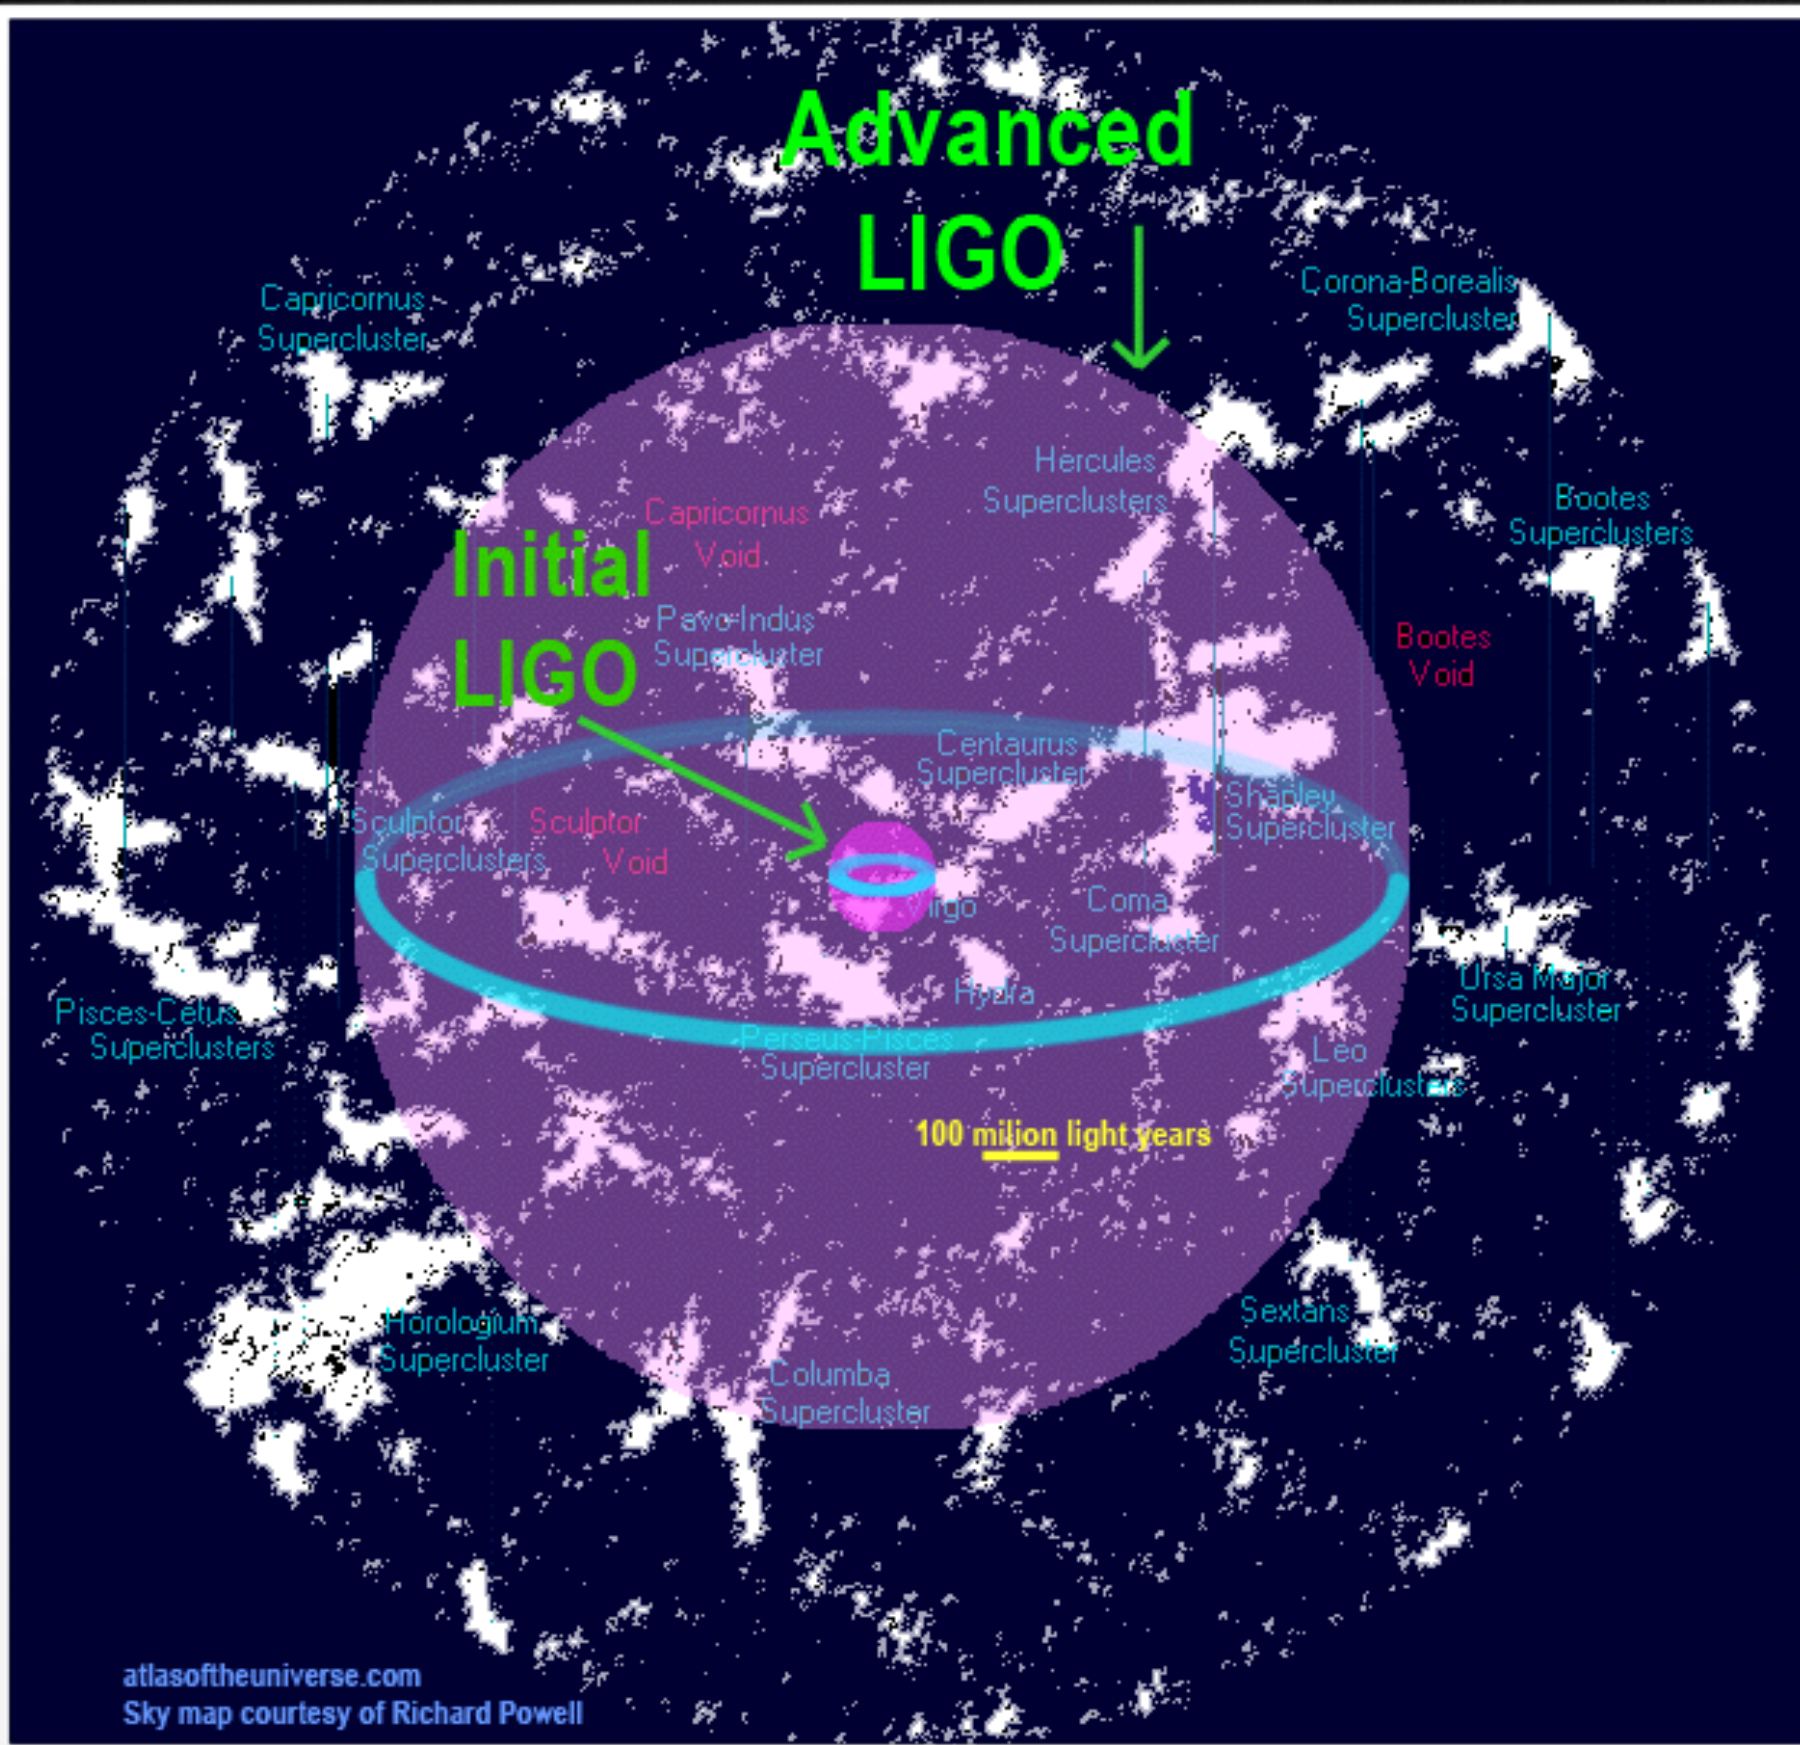 Advanced
LIGO
Capricornus
Supercluster
Corona-Borealis
Supercluster
Hercules
Superclusters
Bootes
Superclusters
Capricornus
Void
Initial
LIGO
Pavo-Indus
Supercluster
Bootes
Void
Centaurus
Supercluster
Sculptor
Superclusters
Sculptor
Void
Shapley
Supercluster
Virgo
Coma
Supercluster
Hydra
Ursa Major
Supercluster
Pisces-Cetus
Superclusters
Perseus-Pisces
Supercluster
Leo
Superclusters
100 milion light years
Horologium
Supercluster
Sextans
Supercluster
Columba
Supercluster
atlasoftheuniverse.com
Sky map courtesy of Richard Powell